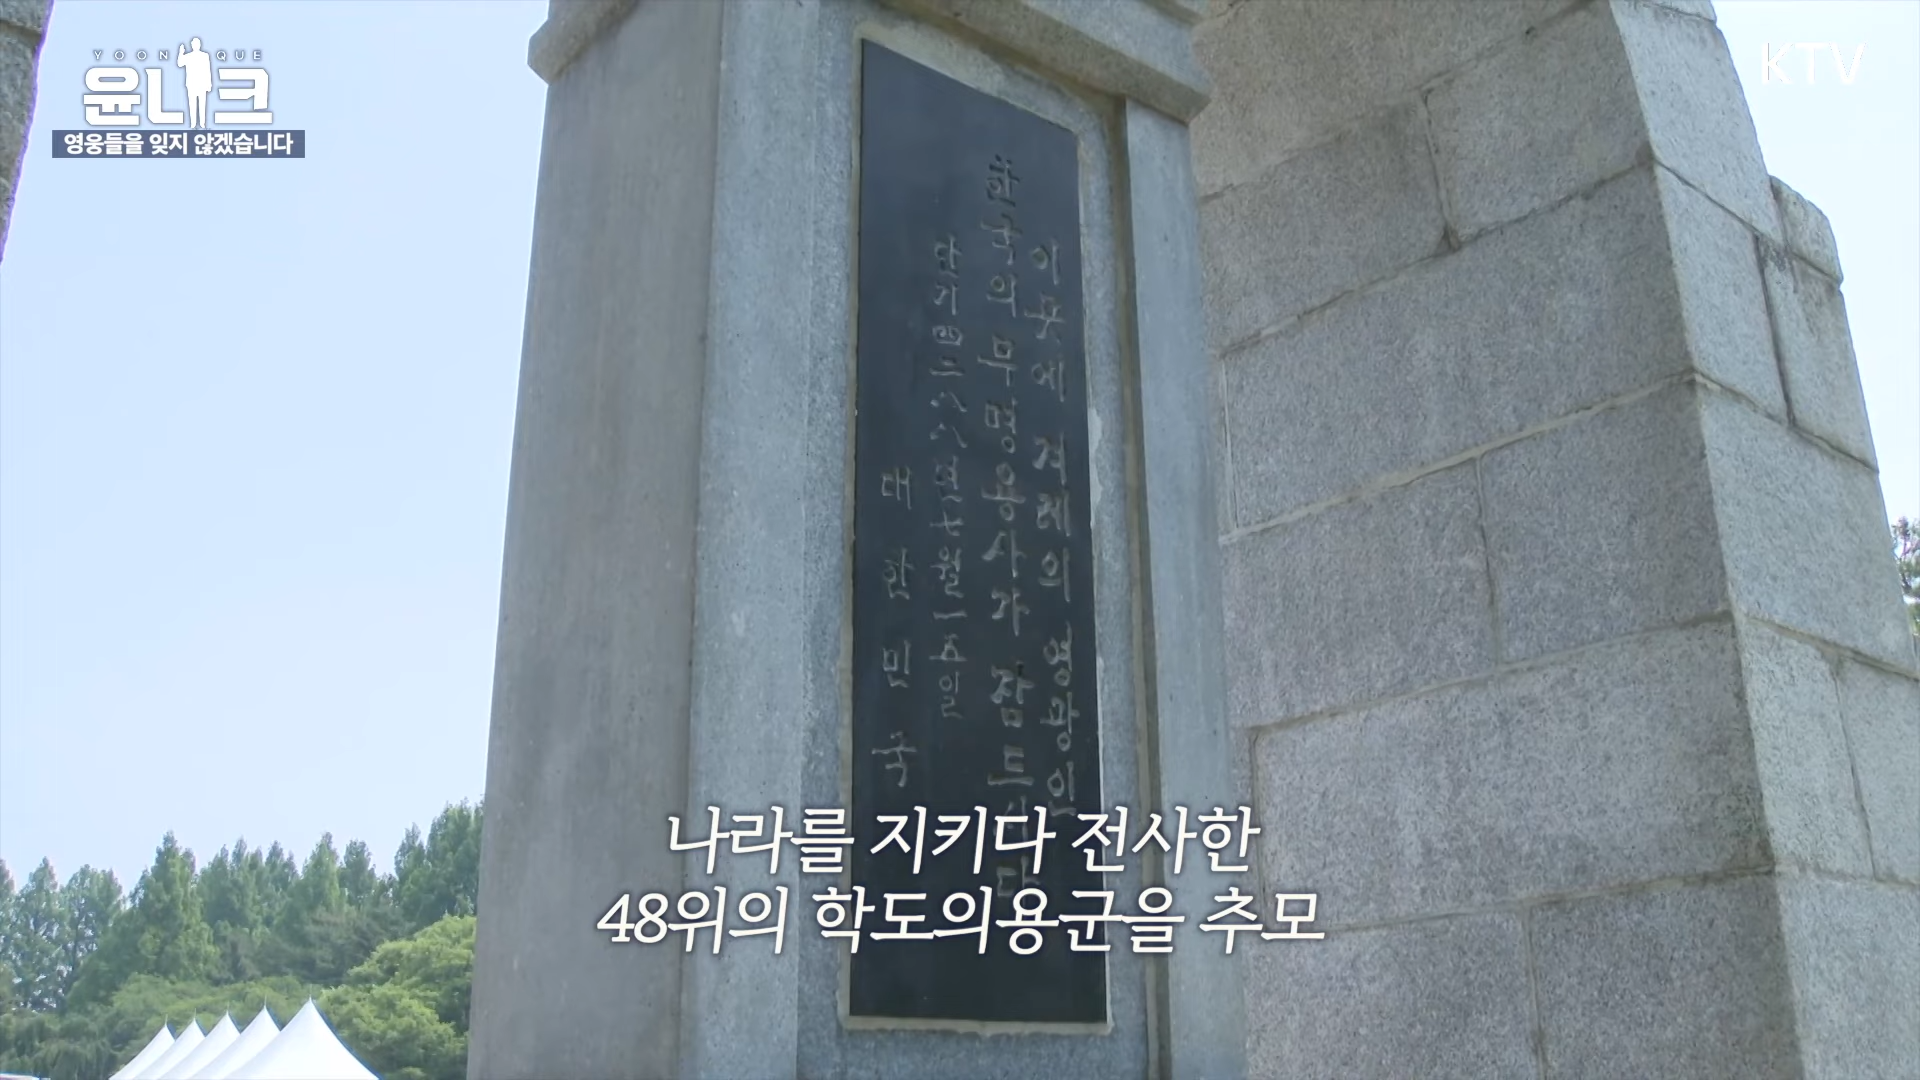 YOON QUE
윤니크
영웅들을 잊지 않겠습니다
KTV
이곳에 겨레의 영광인
한국의 무명용사가 잠드시다
단기四二八八년七월一五일
대한민국
나라를 지키다 전사한
48위의 학도의용군을 추모